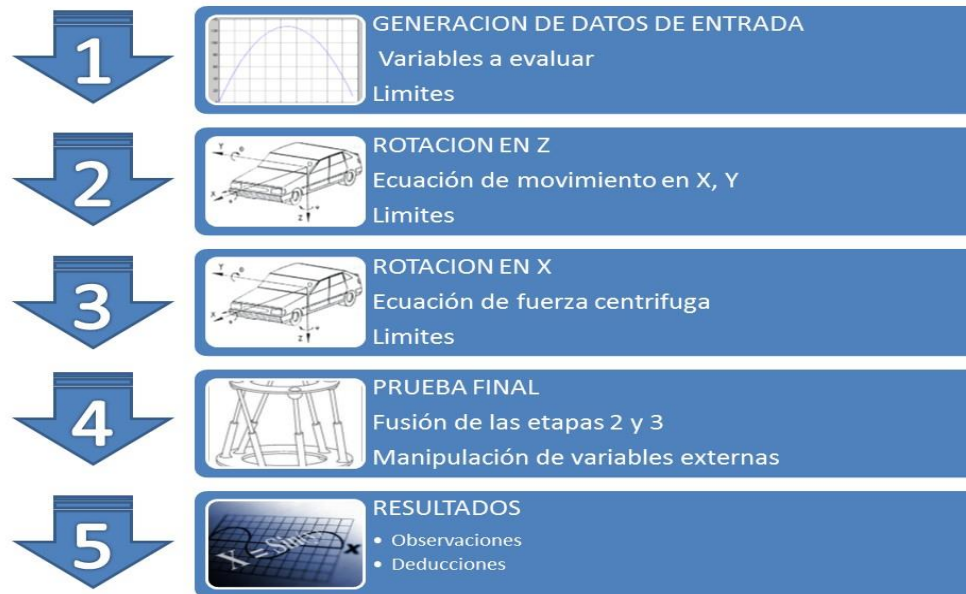 1
GENERACION DE DATOS DE ENTRADA
Variables a evaluar
Limites
2
ROTACION EN Z
Ecuación de movimiento en X, Y
Limites
3
ROTACION EN X
Ecuación de fuerza centrifuga
Limites
4
PRUEBA FINAL
Fusión de las etapas 2 y 3
Manipulación de variables externas
5
RESULTADOS
• Observaciones
• Deducciones
Y
X
Z
Y
X
Z
X =
x